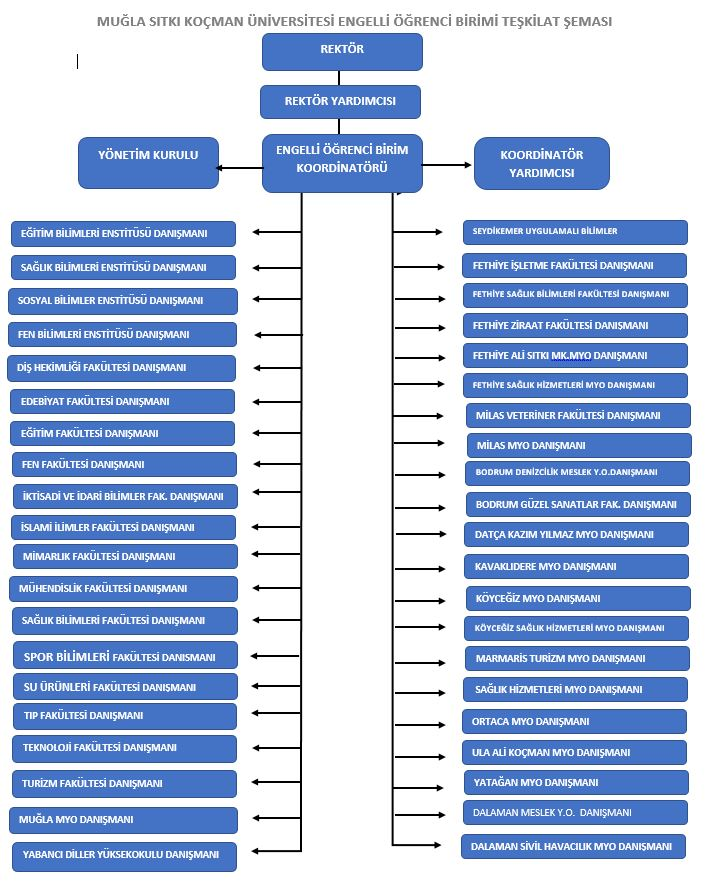 MUĞLA SITKI KOÇMAN ÜNİVERSİTESİ ENGELLİ ÖĞRENCİ BİRİMİ TEŞKİLAT ŞEMASI
REKTÖR
REKTÖR YARDIMCISI
YÖNETİM KURULU
ENGELLİ ÖĞRENCİ BİRİM
KOORDİNATÖRÜ
KOORDİNATÖR
YARDIMCISI
EĞİTİM BİLİMLERİ ENSTİTÜSÜ DANIŞMANI
SAĞLIK BİLİMLERİ ENSTİTÜSÜ DANIŞMANI
SOSYAL BİLİMLER ENSTİTÜSÜ DANIŞMANI
FEN BİLİMLERİ ENSTİTÜSÜ DANIŞMANI
DİŞ HEKİMLİĞİ FAKÜLTESİ DANIŞMANI
EDEBİYAT FAKÜLTESİ DANIŞMANI
EĞİTİM FAKÜLTESİ DANIŞMANI
FEN FAKÜLTESİ DANIŞMANI
İKTİSADİ VE İDARİ BİLİMLER FAK. DANIŞMANI
İSLAMİ İLİMLER FAKÜLTESİ DANIŞMANI
MİMARLIK FAKÜLTESİ DANIŞMANI
MÜHENDİSLİK FAKÜLTESİ DANIŞMANI
SAĞLIK BİLİMLERİ FAKÜLTESİ DANIŞMANI
SPOR BİLİMLERİ FAKÜLTESİ DANISMANI
SU ÜRÜNLERİ FAKÜLTESİ DANIŞMANI
TIP FAKÜLTESİ DANIŞMANI
TEKNOLOJİ FAKÜLTESİ DANIŞMANI
TURİZM FAKÜLTESİ DANIŞMANI
MUĞLA MYO DANIŞMANI
YABANCI DİLLER YÜKSEKOKULU DANIŞMANI
SEYDİKEMER UYGULAMALI BİLİMLER
FETHİYE İŞLETME FAKÜLTESİ DANIŞMANI
FETHİYE SAĞLIK BİLİMLERİ FAKÜLTESİ DANIŞMANI
FETHİYE ZİRAAT FAKÜLTESİ DANIŞMANI
FETHİYE ALİ SITKI MK.MYO DANIŞMANI
FETHİYE SAĞLIK HİZMETLERİ MYO DANIŞMANI
MİLAS VETERİNER FAKÜLTESİ DANIŞMANI
MİLAS MYO DANIŞMANI
BODRUM DENİZCİLİK MESLEK Y.O.DANIŞMANI
BODRUM GÜZEL SANATLAR FAK. DANIŞMANI
DATÇA KAZIM YILMAZ MYO DANIŞMANI
KAVAKLIDERE MYO DANIŞMANI
KÖYCEĞİZ MYO DANIŞMANI
KÖYCEĞİZ SAĞLIK HİZMETLERİ MYO DANIŞMANI
MARMARİS TURİZM MYO DANIŞMANI
SAĞLIK HİZMETLERİ MYO DANIŞMANI
ORTACA MYO DANIŞMANI
ULA ALİ KOÇMAN MYO DANIŞMANI
YATAĞAN MYO DANIŞMANI
DALAMAN MESLEK Y.O. DANIŞMANI
DALAMAN SİVİL HAVACILIK MYO DANIŞMANI